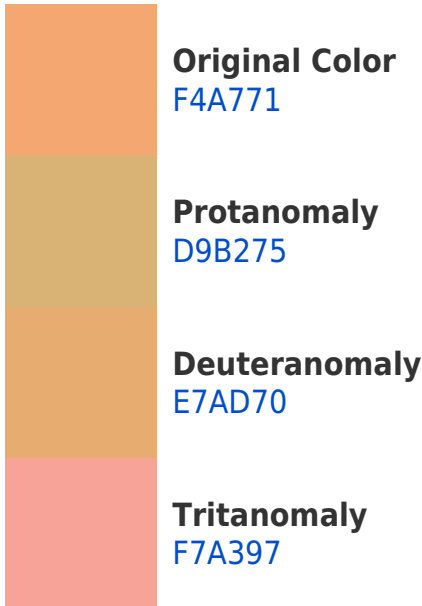 Original Color
F4A771
Protanomaly
D9B275
Deuteranomaly
E7AD70
Tritanomaly
F7A397